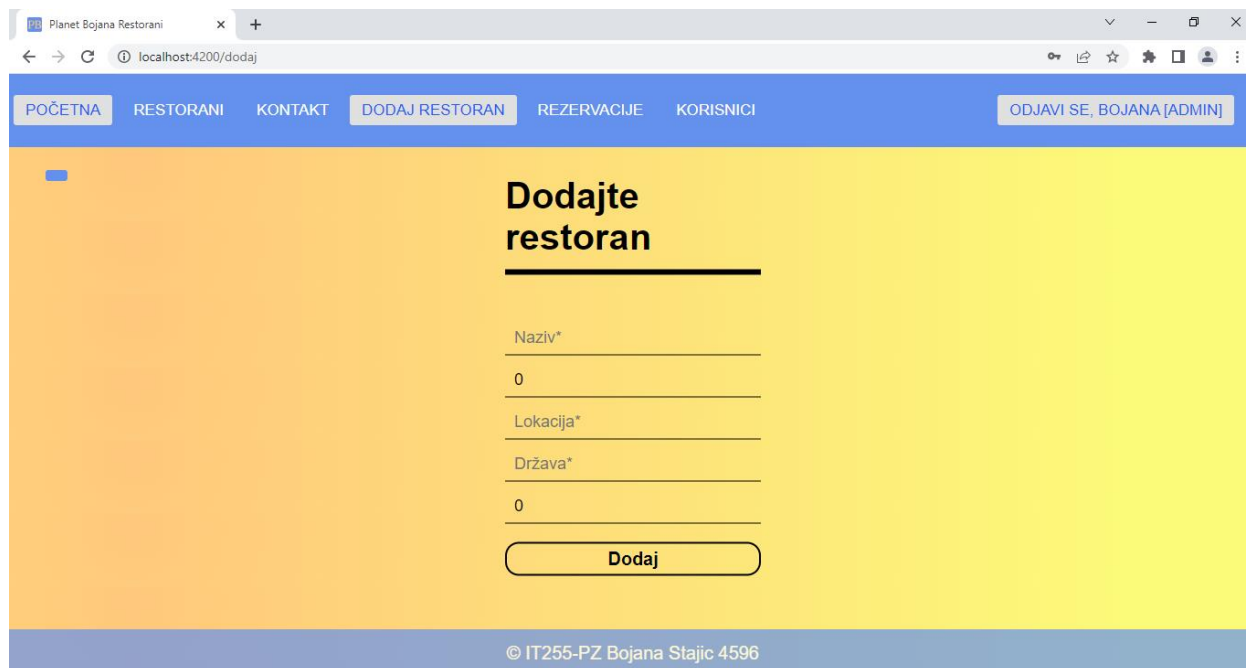 PB Planet Bojana Restorani
localhost:4200/dodaj
POČETNA RESTORANI KONTAKT DODAJ RESTORAN REZERVACIJE KORISNICI ODJAVI SE, BOJANA [ADMIN]
Dodajte
restoran
Naziv*
0
Lokacija*
Država*
0
Dodaj
© IT255-PZ Bojana Stajic 4596